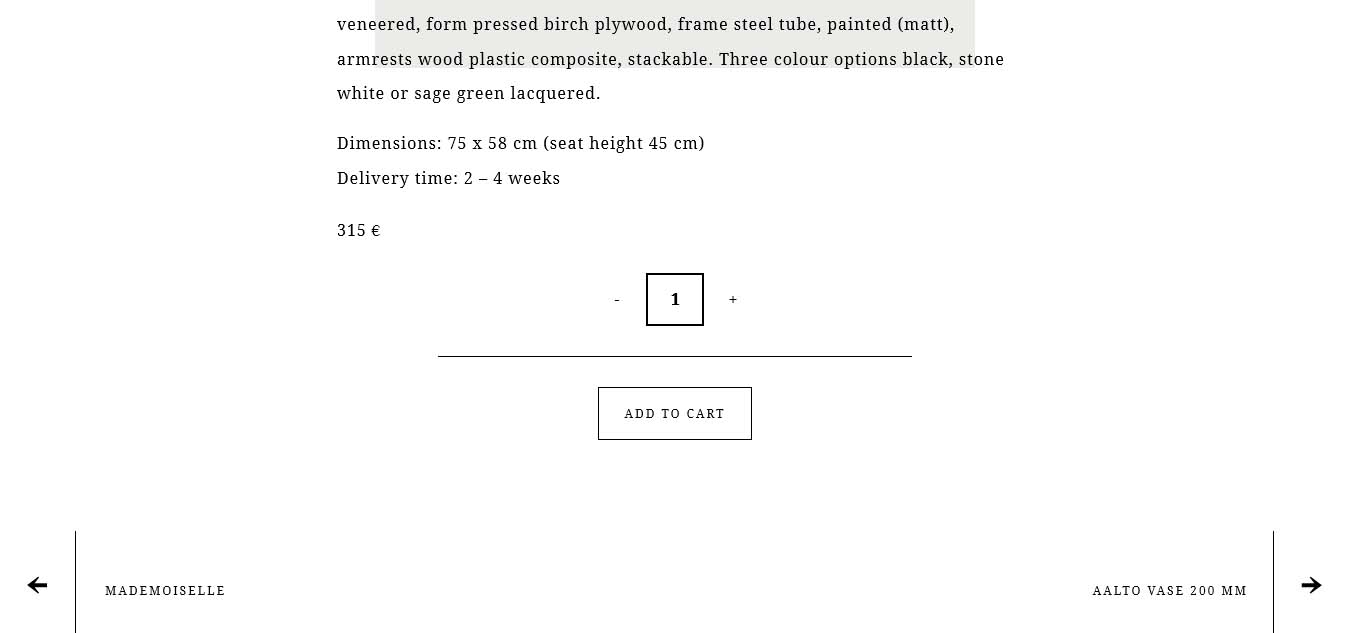 veneered, form pressed birch plywood, frame steel tube, painted (matt),
armrests wood plastic composite, stackable. Three colour options black, stone
white or sage green lacquered.
Dimensions: 75 x 58 cm (seat height 45 cm)
Delivery time: 2 – 4 weeks
315 €
- 1 +
ADD TO CART
MADEMOISELLE
AALTO VASE 200 MM